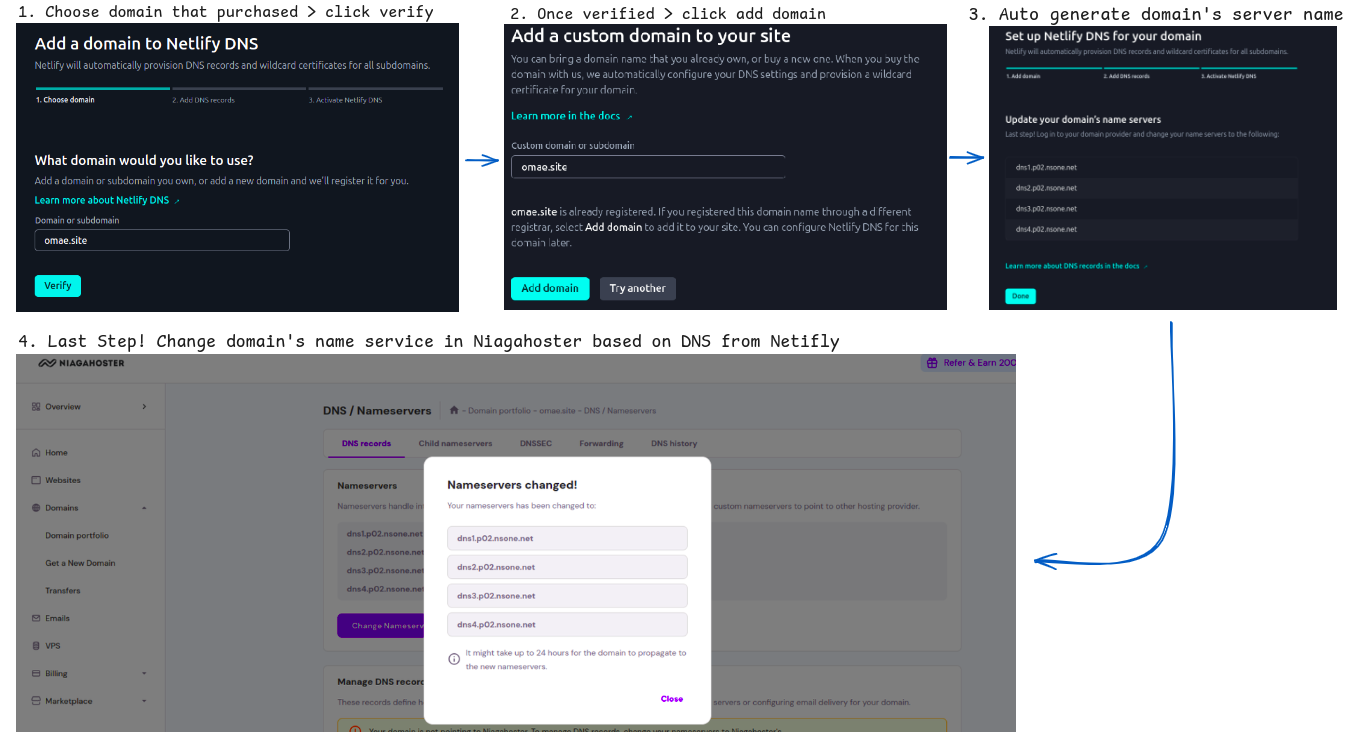 1. Choose domain that purchased > click verify
Add a domain to Netlify DNS
Netlify will automatically provision DNS records and wildcard certificates for all subdomains.
1. Choose domain
2. Add DNS records
3. Activate Netlify DNS
What domain would you like to use?
Add a domain or subdomain you own, or add a new domain and we'll register it for you.
Learn more about Netlify DNS ↗
Domain or subdomain
omae.site
Verify
2. Once verified > click add domain
Add a custom domain to your site
You can bring a domain name that you already own, or buy a new one. When you buy the
domain with us, we automatically configure your DNS settings and provision a wildcard
certificate for your domain.
Learn more in the docs ↗
Custom domain or subdomain
omae.site
omae.site is already registered. If you registered this domain name through a different
registrar, select Add domain to add it to your site. You can configure Netlify DNS for this
domain later.
Add domain
Try another
3. Auto generate domain's server name
Set up Netlify DNS for your domain
Netlify will automatically provision DNS records and wildcard certificates for all subdomains.
1. Add domain
2. Add DNS records
3. Activate Netlify DNS
Update your domain's name servers
Last step! Log in to your domain provider and change your name servers to the following:
dns1.p02.nsone.net
dns2.p02.nsone.net
dns3.p02.nsone.net
dns4.p02.nsone.net
Learn more about DNS records in the docs ↗
Done
4. Last Step! Change domain's name service in Niagahoster based on DNS from Netifly
NIAGAHOSTER
Refer & Earn 200
Overview
Home
Websites
Domains
Domain portfolio
Get a New Domain
Transfers
Emails
VPS
Billing
Marketplace
DNS / Nameservers
- Domain portfolio - omae.site - DNS / Nameservers
DNS records
Child nameservers
DNSSEC
Forwarding
DNS history
Nameservers
Nameservers handle in
custom nameservers to point to other hosting provider.
dns1.p02.nsone.net
dns2.p02.nsone.net
dns3.p02.nsone.net
dns4.p02.nsone.net
Change Nameserv
Nameservers changed!
Your nameservers has been changed to:
dns1.p02.nsone.net
dns2.p02.nsone.net
dns3.p02.nsone.net
dns4.p02.nsone.net
It might take up to 24 hours for the domain to propagate to
the new nameservers.
Close
Manage DNS record
These records define h
servers or configuring email delivery for your domain.
Your domain is not pointing to Niagahoster. To manage DNS records, change your nameservers to Niagahoster's